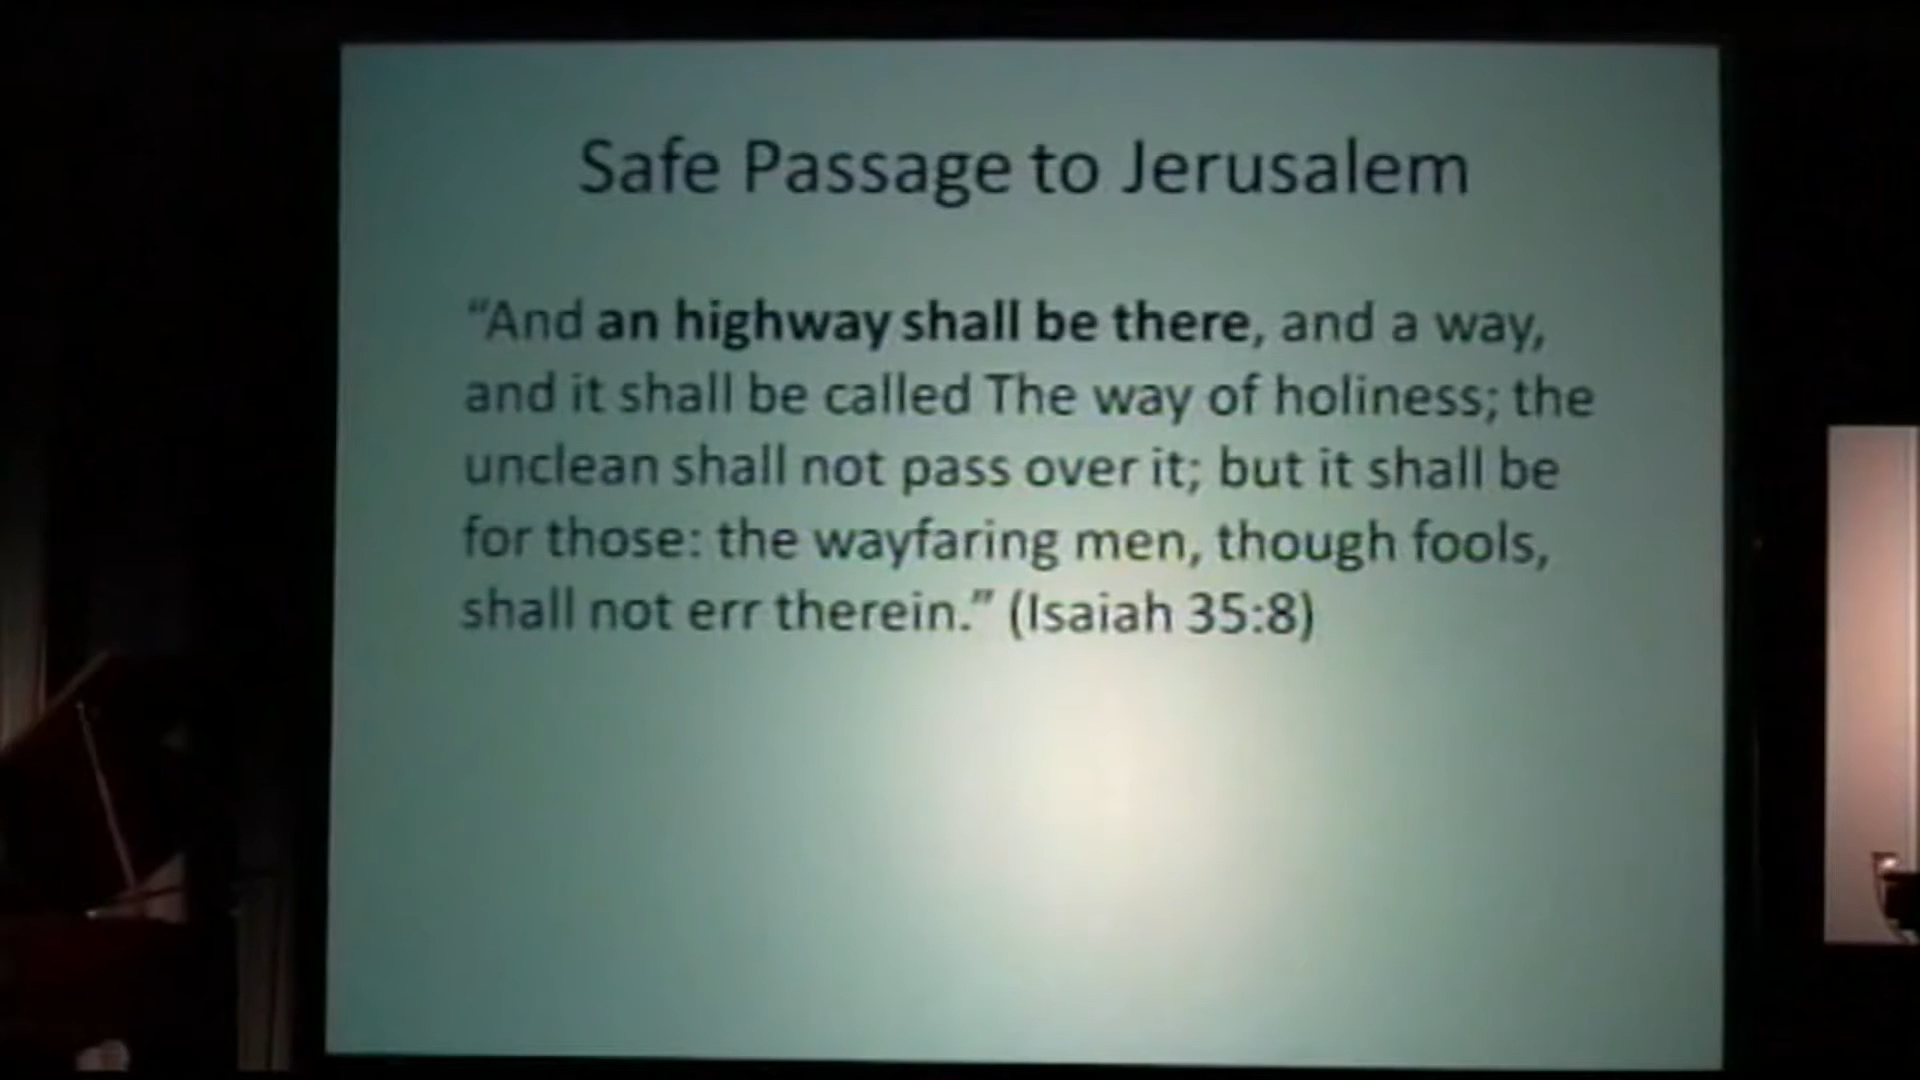 Safe Passage to Jerusalem
“And an highway shall be there, and a way,
and it shall be called The way of holiness; the
unclean shall not pass over it; but it shall be
for those: the wayfaring men, though fools,
shall not err therein.” (Isaiah 35:8)